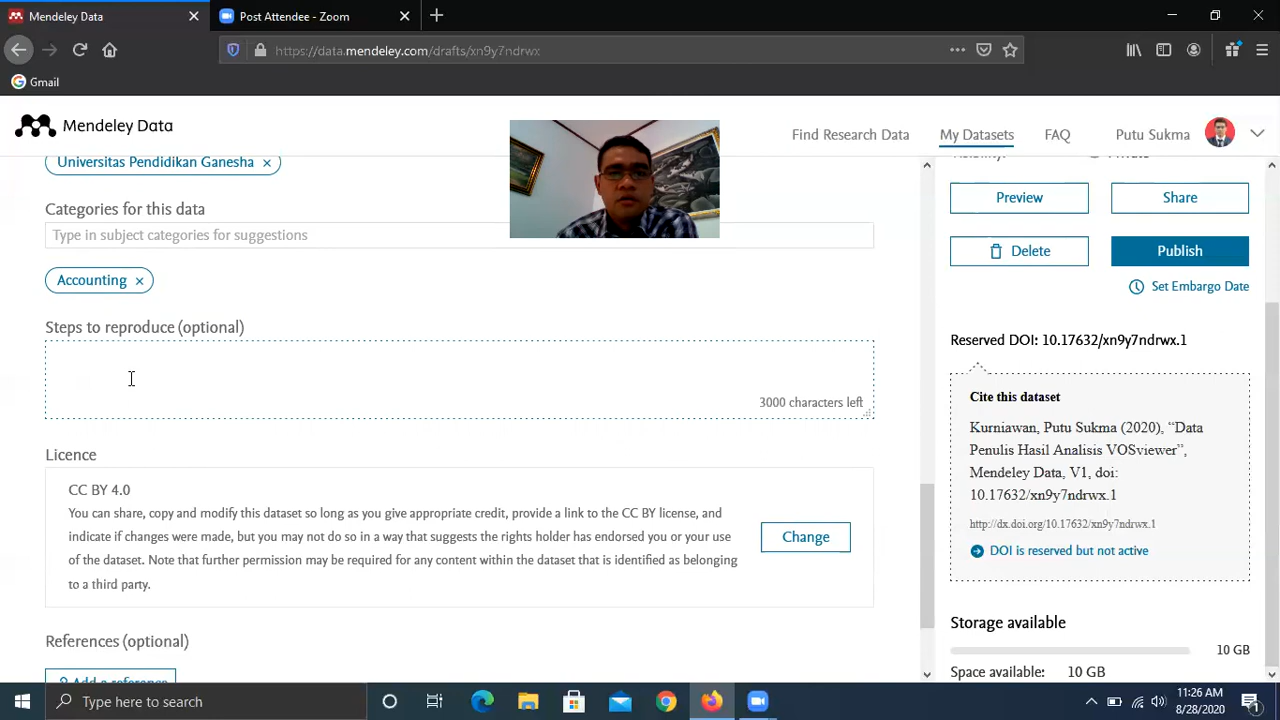 Mendeley Data
Post Attendee - Zoom
https://data.mendeley.com/drafts/xn9y7ndrwx
Gmail
Mendeley Data
Find Research Data
My Datasets
FAQ
Putu Sukma
Universitas Pendidikan Ganesha ×
Categories for this data
Type in subject categories for suggestions
Accounting ×
Steps to reproduce (optional)
3000 characters left
Licence
CC BY 4.0
You can share, copy and modify this dataset so long as you give appropriate credit, provide a link to the CC BY license, and
indicate if changes were made, but you may not do so in a way that suggests the rights holder has endorsed you or your use
of the dataset. Note that further permission may be required for any content within the dataset that is identified as belonging
to a third party.
Change
References (optional)
Add a reference
Private
Preview
Share
Delete
Publish
Set Embargo Date
Reserved DOI: 10.17632/xn9y7ndrwx.1
Cite this dataset
Kurniawan, Putu Sukma (2020), “Data
Penulis Hasil Analisis VOSviewer”,
Mendeley Data, V1, doi:
10.17632/xn9y7ndrwx.1
http://dx.doi.org/10.17632/xn9y7ndrwx.1
DOI is reserved but not active
Storage available
10 GB
Space available: 10 GB
Type here to search
11:26 AM
8/28/2020
1